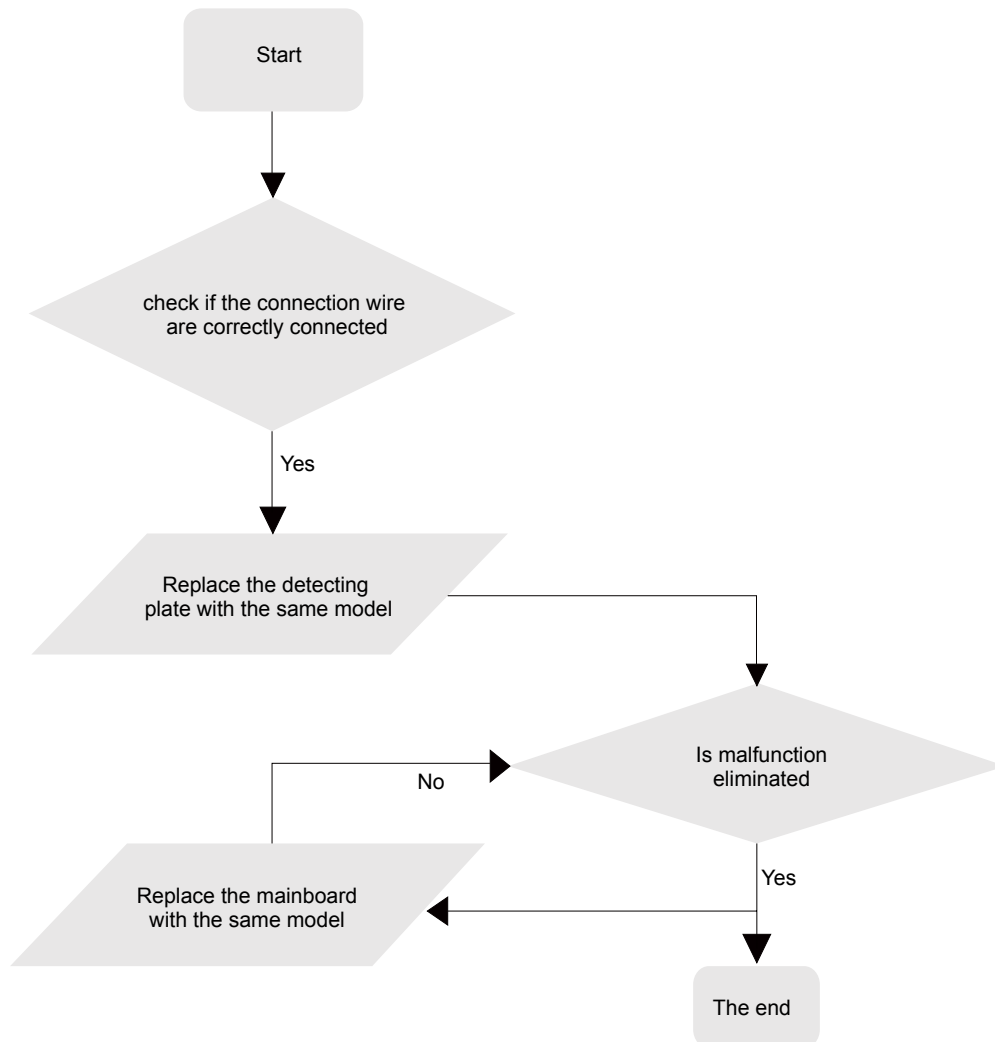 Start
check if the connection wire
are correctly connected
Yes
Replace the detecting
plate with the same model
Is malfunction
eliminated
No
Yes
Replace the mainboard
with the same model
The end